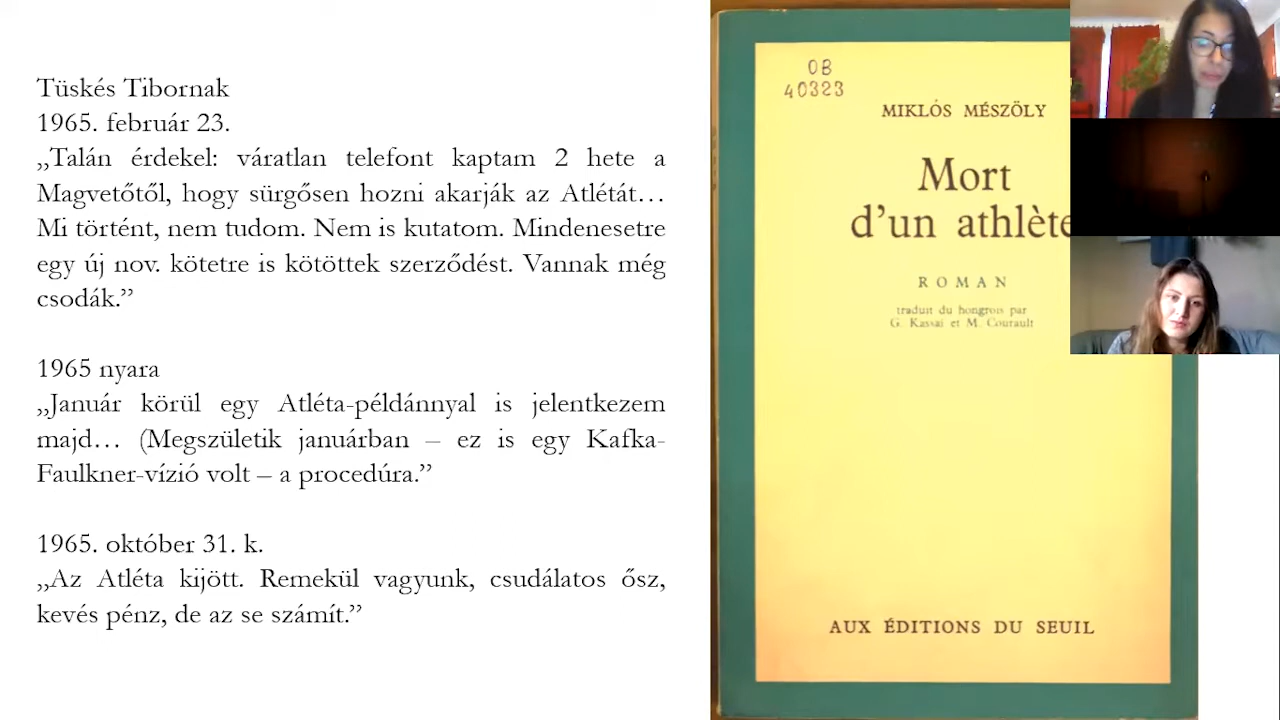 Tüskés Tibornak
1965. február 23.
„Talán érdekel: váratlan telefont kaptam 2 hete a
Magvetőtől, hogy sürgősen hozni akarják az Atlétát…
Mi történt, nem tudom. Nem is kutatom. Mindenesetre
egy új nov. kötetre is kötöttek szerződést. Vannak még
csodák.”
1965 nyara
„Január körül egy Atléta-példánnyal is jelentkezem
majd… (Megszületik januárban – ez is egy Kafka-
Faulkner-vízió volt – a procedúra.”
1965. október 31. k.
„Az Atléta kijött. Remekül vagyunk, csudálatos ősz,
kevés pénz, de az se számít.”
OB
40323
MIKLÓS MÉSZÖLY
Mort
d'un athlète
ROMAN
traduit du hongrois par
G. Kassai et M. Courault
AUX ÉDITIONS DU SEUIL